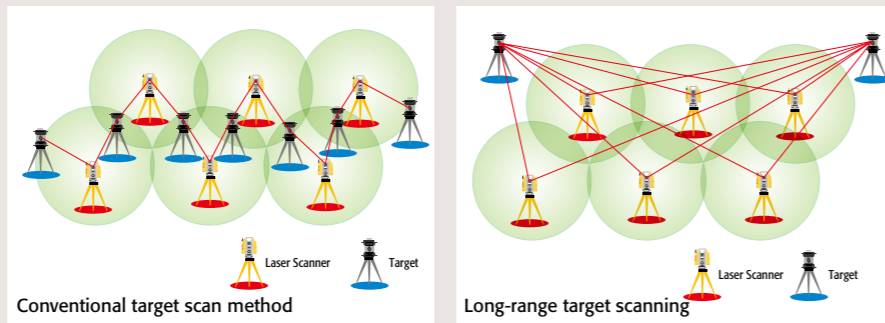 Laser Scanner
Target
Conventional target scan method
Laser Scanner
Target
Long-range target scanning